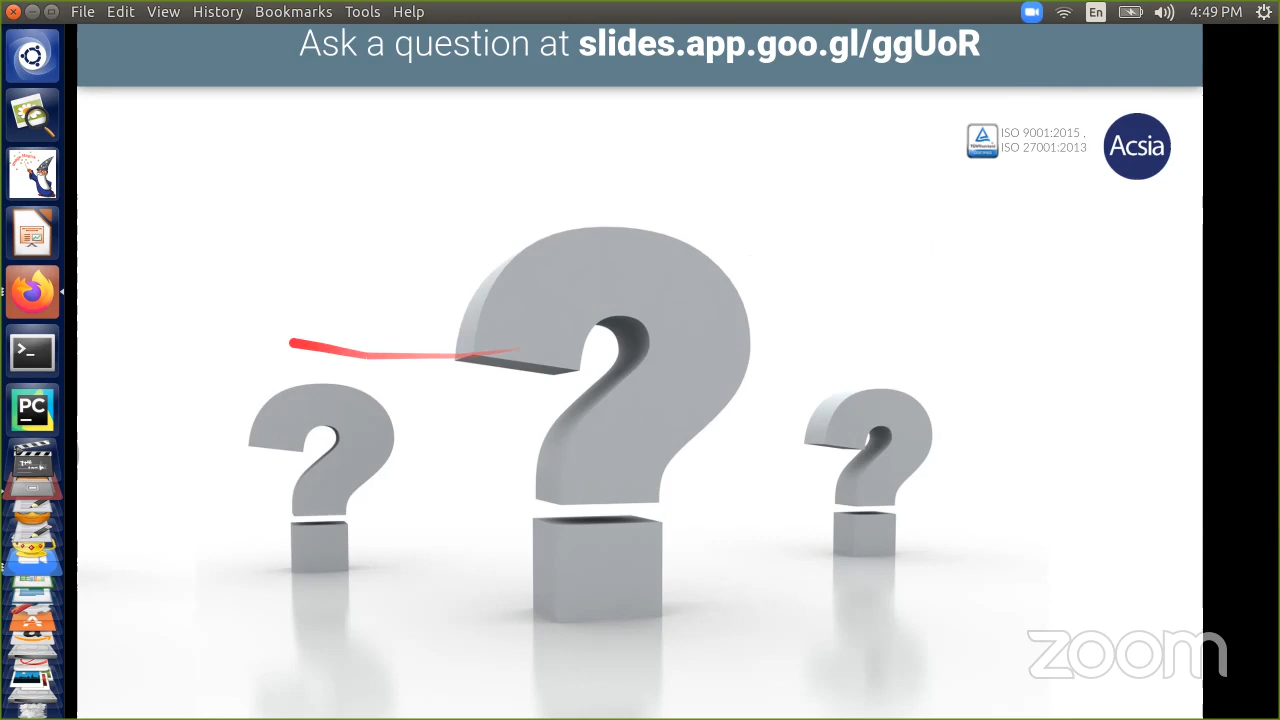 File Edit View History Bookmarks Tools Help
En
4:49 PM
Ask a question at slides.app.goo.gl/ggUoR
ISO 9001:2015 ,
ISO 27001:2013
Acsia
PC
zoom